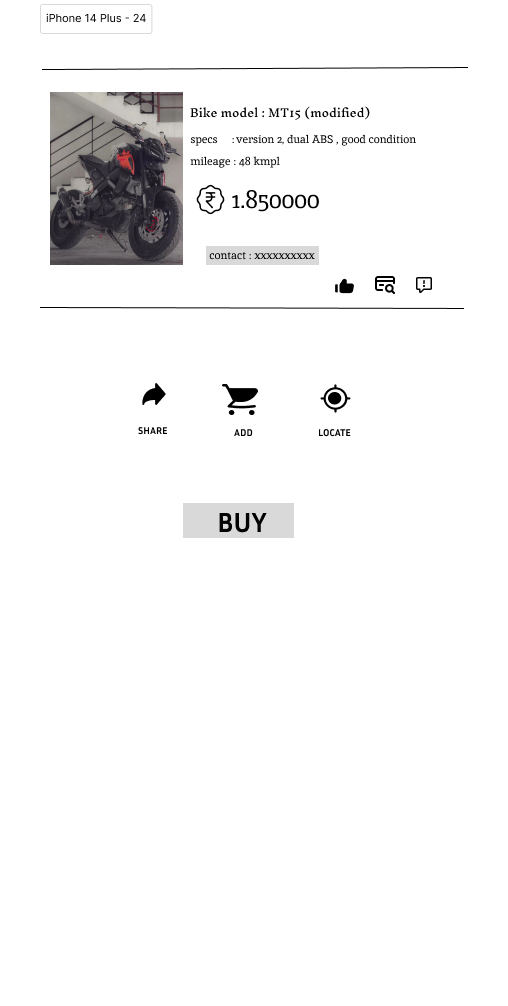 iPhone 14 Plus - 24
Bike model : MT15 (modified)
specs : version 2, dual ABS , good condition
mileage : 48 kmpl
₹ 1.850000
contact : xxxxxxxxxx
SHARE ADD LOCATE
BUY